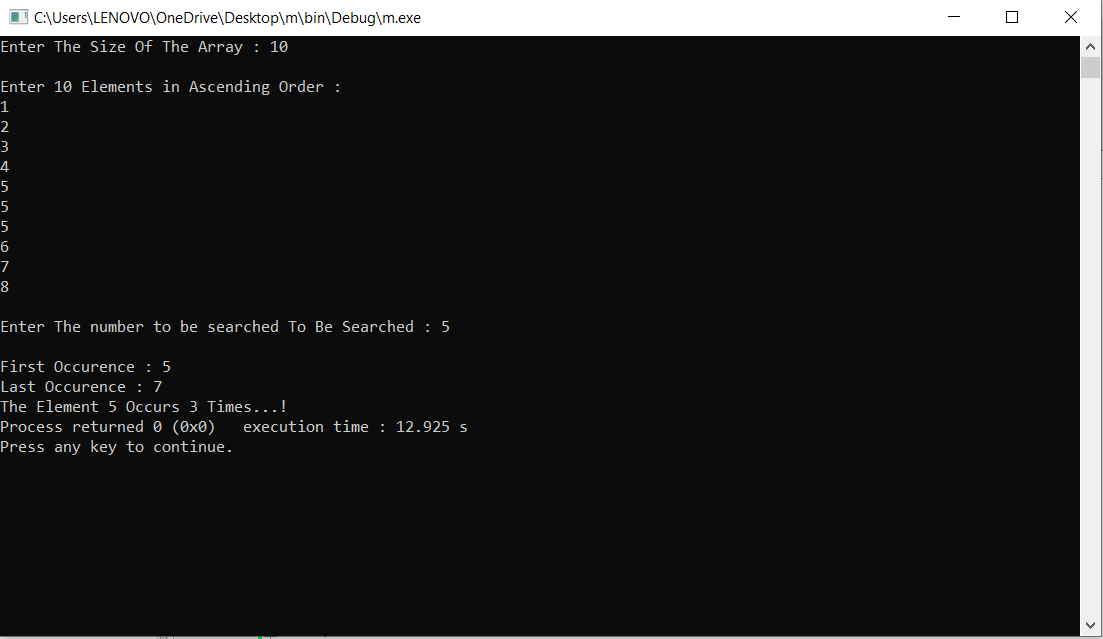 C:\Users\LENOVO\OneDrive\Desktop\m\bin\Debug\m.exe
Enter The Size Of The Array : 10
Enter 10 Elements in Ascending Order :
1
2
3
4
5
5
5
6
7
8
Enter The number to be searched To Be Searched : 5
First Occurence : 5
Last Occurence : 7
The Element 5 Occurs 3 Times...!
Process returned 0 (0x0)   execution time : 12.925 s
Press any key to continue.